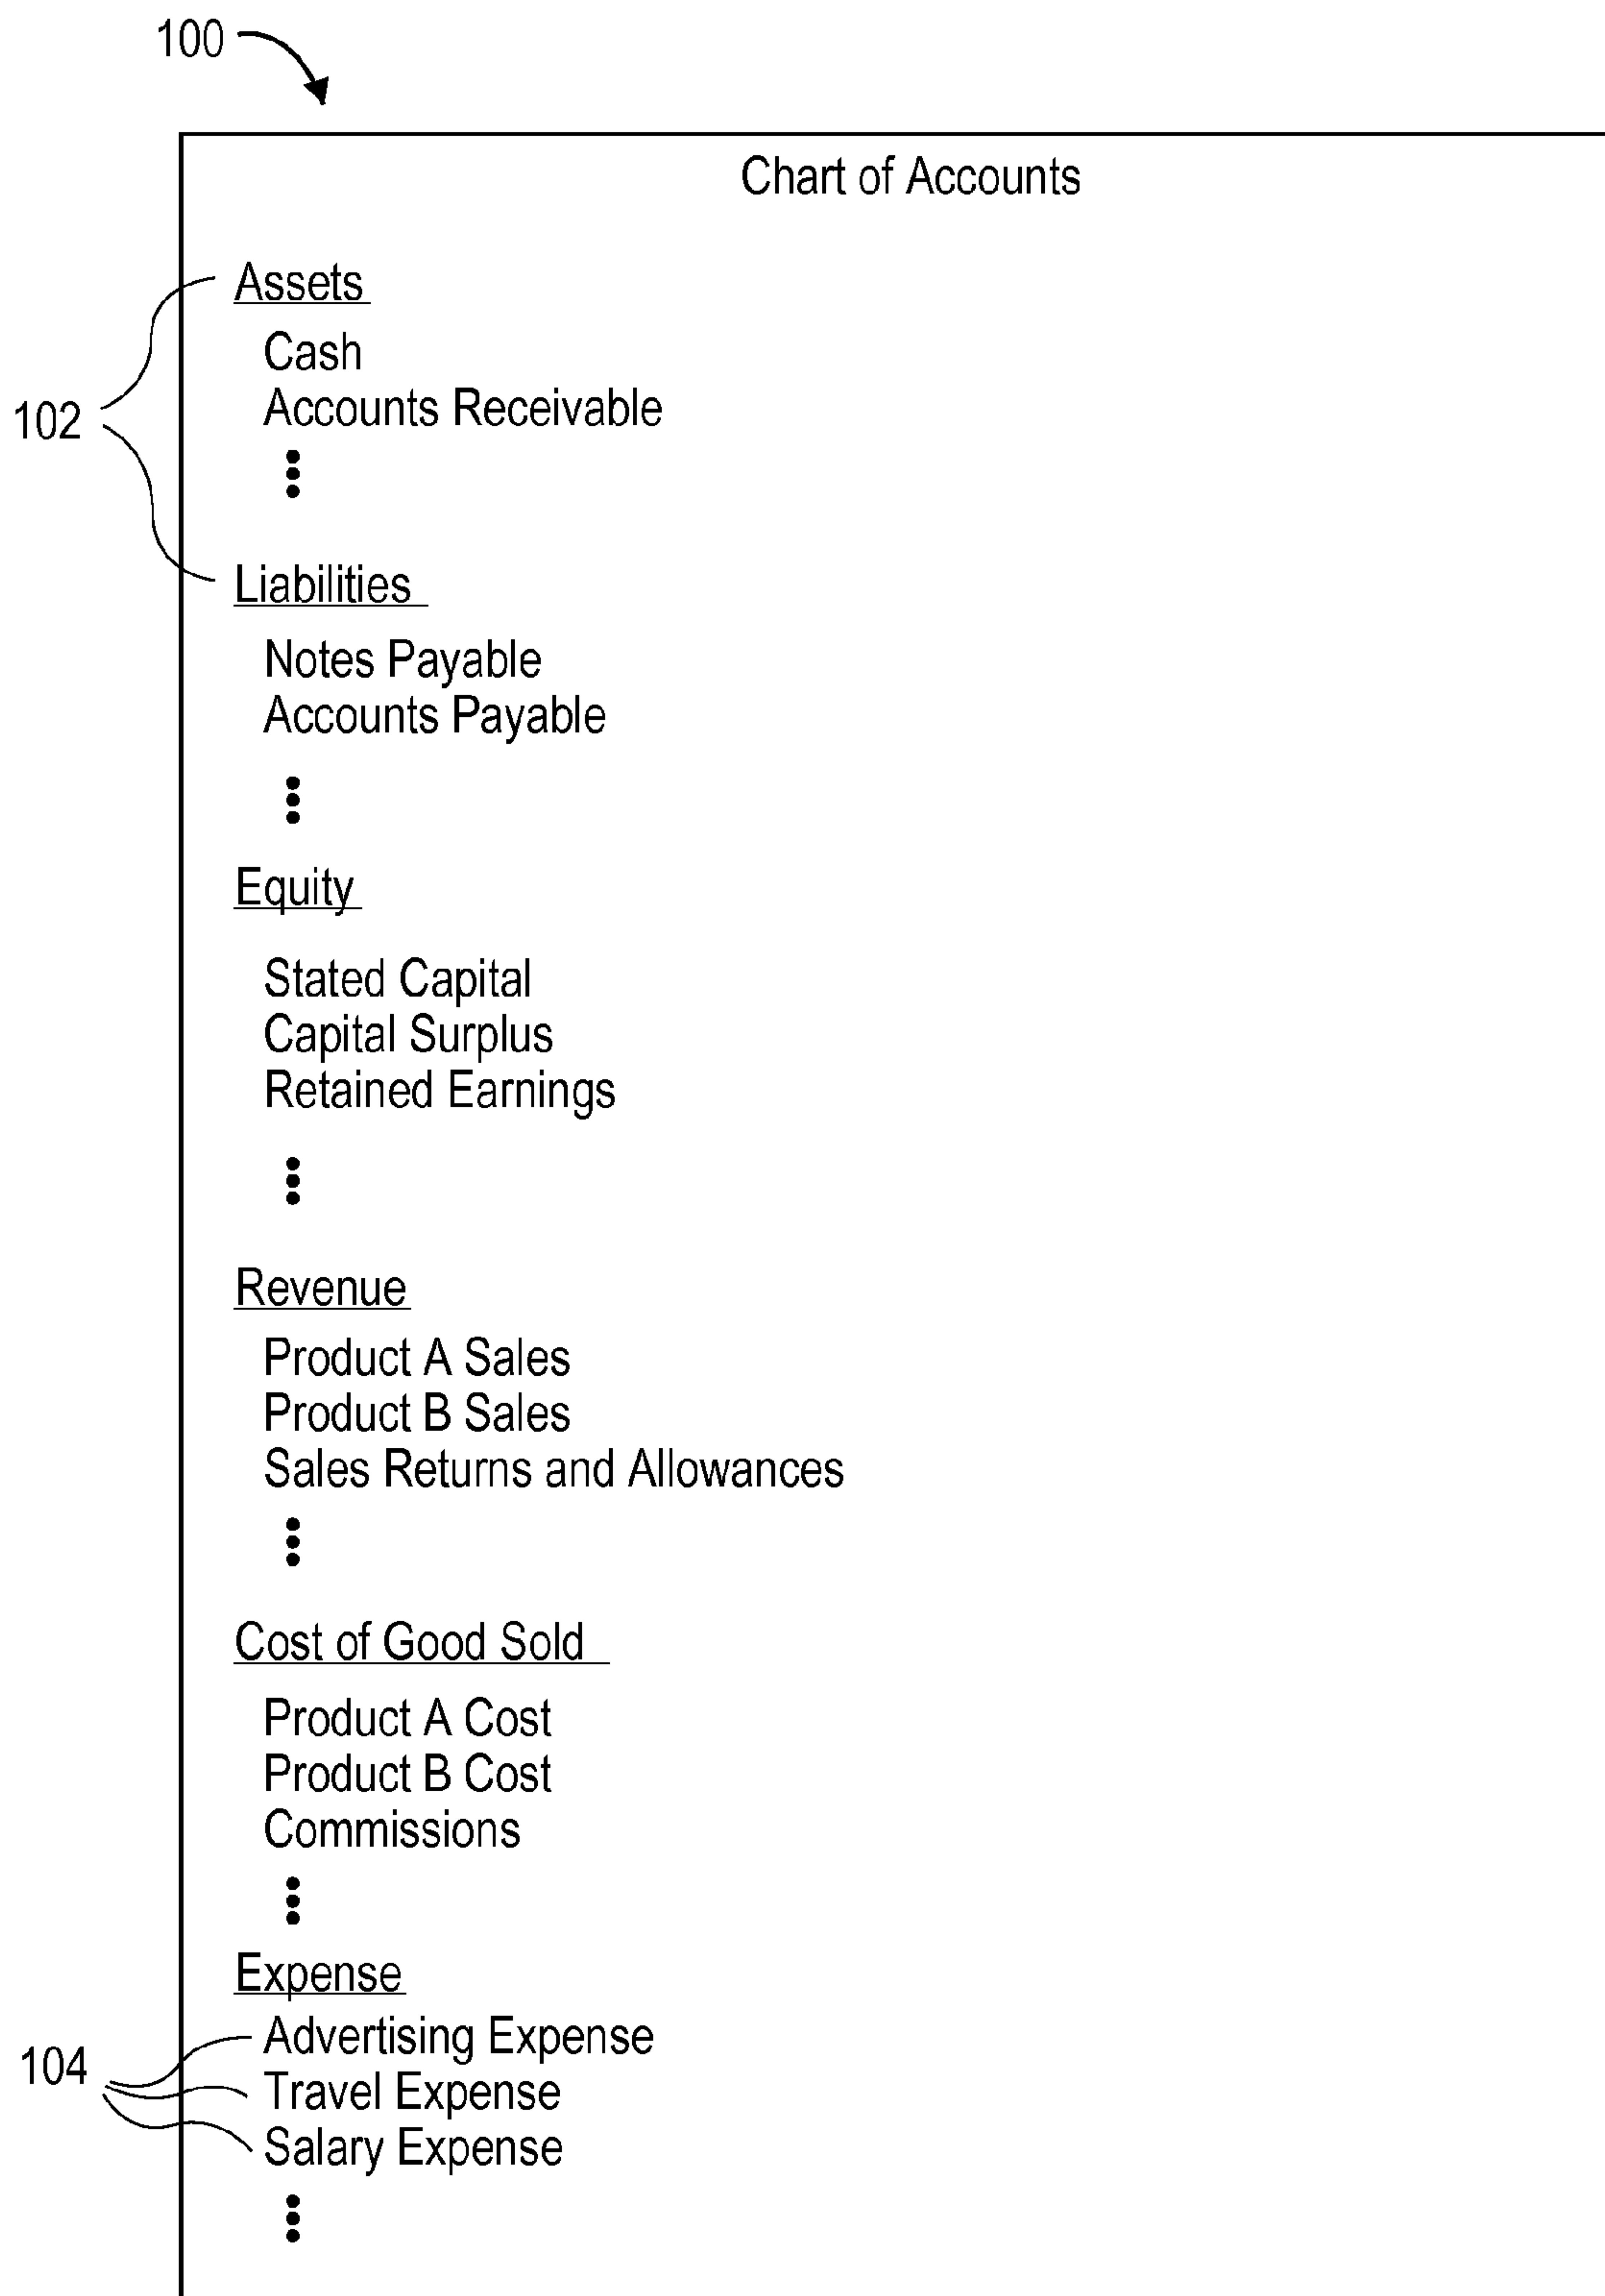 100
Chart of Accounts
Assets
Cash
Accounts Receivable
102
Liabilities
Notes Payable
Accounts Payable
Equity
Stated Capital
Capital Surplus
Retained Earnings
Revenue
Product A Sales
Product B Sales
Sales Returns and Allowances
Cost of Good Sold
Product A Cost
Product B Cost
Commissions
Expense
Advertising Expense
104
Travel Expense
Salary Expense